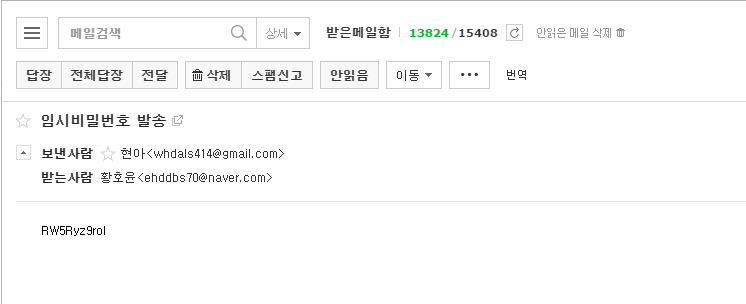 메일검색 상세 받은메일함 13824/15408 안읽은 메일 삭제
답장 전체답장 전달 삭제 스팸신고 안읽음 이동 ••• 번역
임시비밀번호 발송
보낸사람 현아<whdals414@gmail.com>
받는사람 황호윤<ehddbs70@naver.com>
RW5Ryz9rol